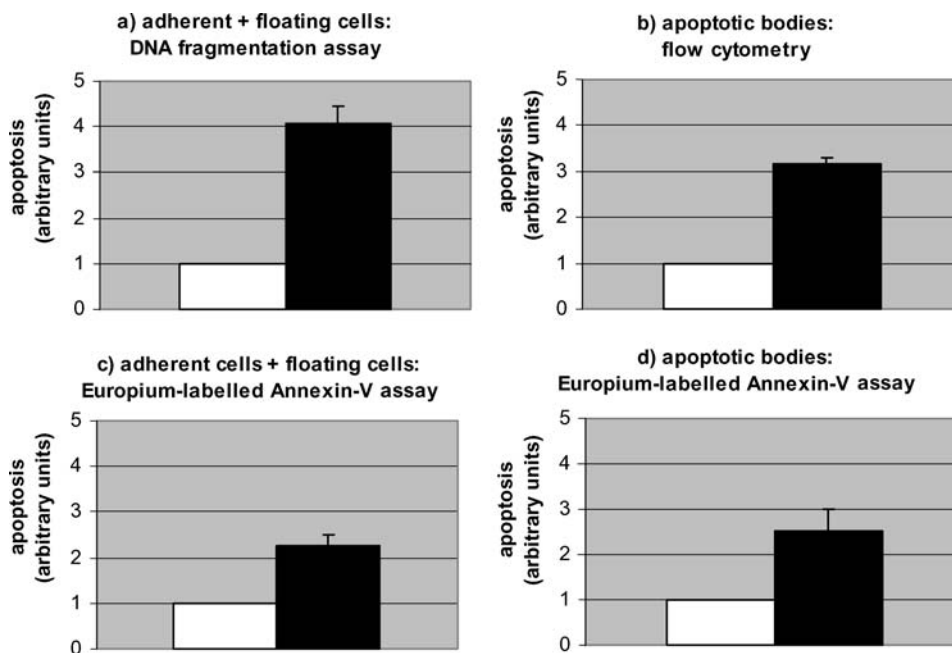 a) adherent + floating cells:
DNA fragmentation assay
apoptosis
(arbitrary units)
5
4
3
2
1
0
b) apoptotic bodies:
flow cytometry
apoptosis
(arbitrary units)
5
4
3
2
1
0
c) adherent cells + floating cells:
Europium-labelled Annexin-V assay
apoptosis
(arbitrary units)
5
4
3
2
1
0
d) apoptotic bodies:
Europium-labelled Annexin-V assay
apoptosis
(arbitrary units)
5
4
3
2
1
0